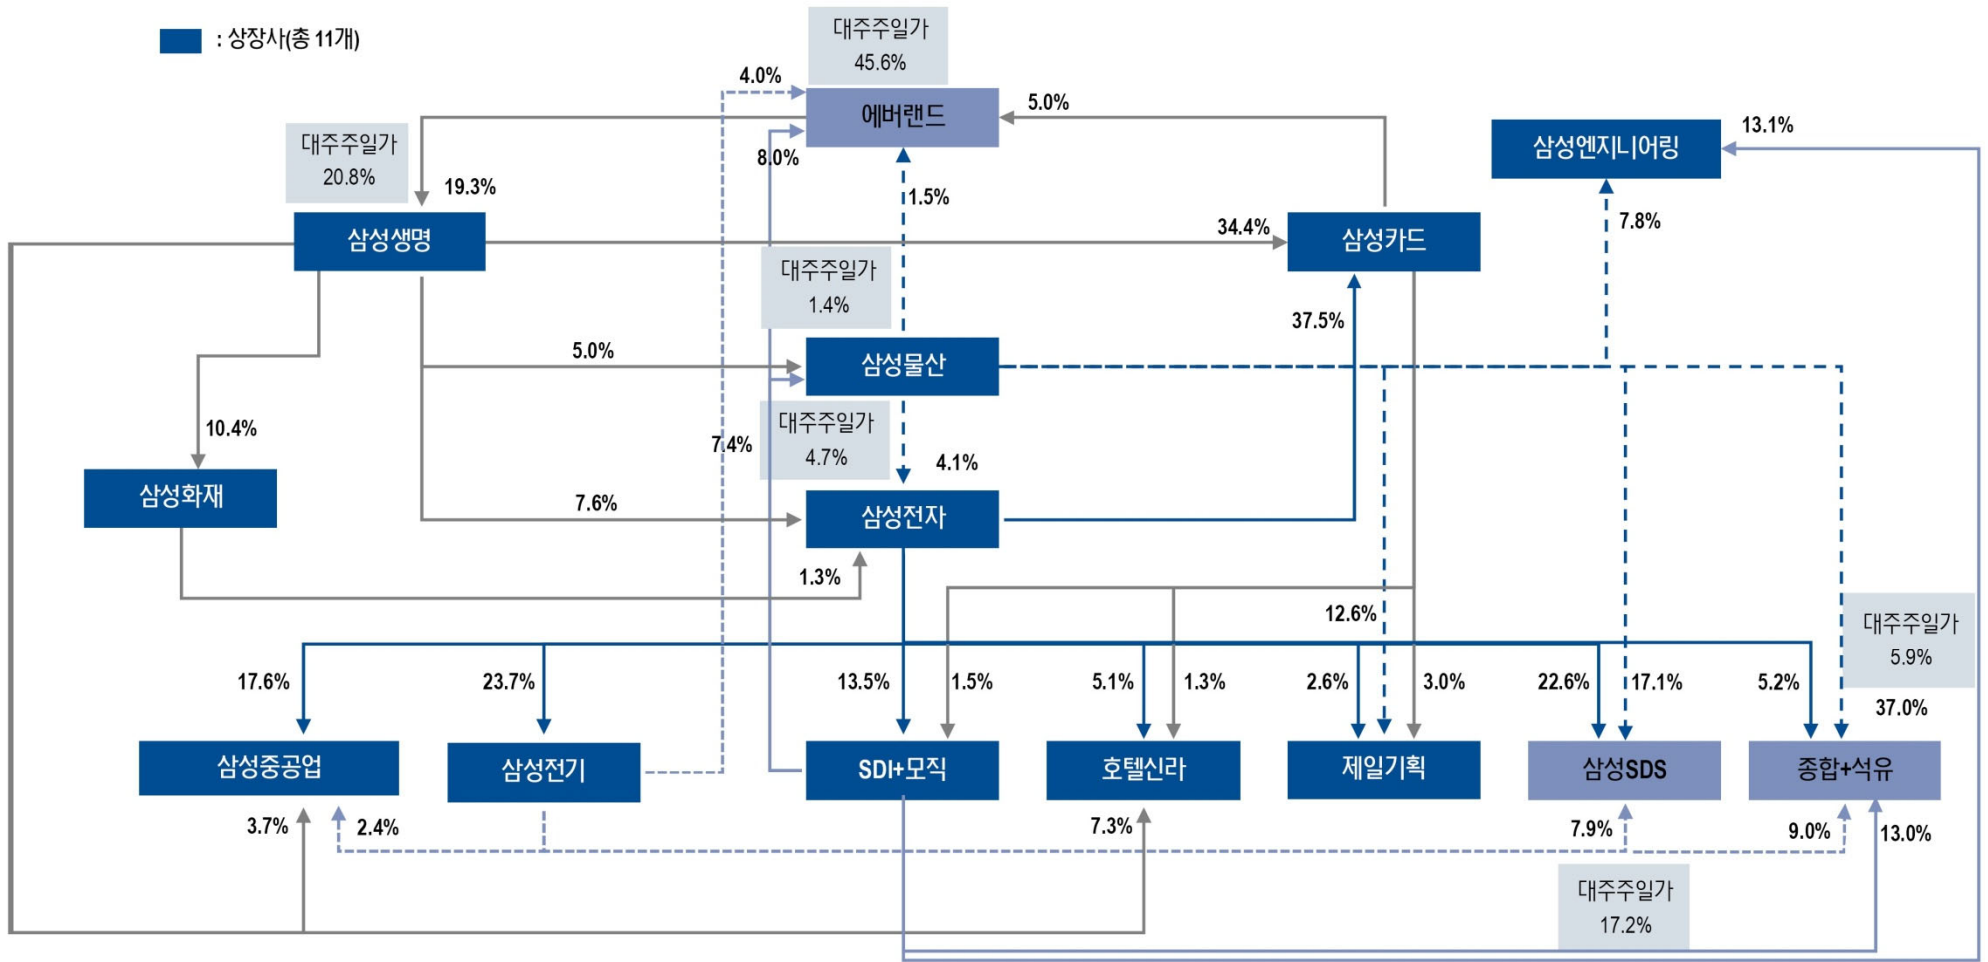 : 상장사(총 11개)
대주주일가
45.6%
4.0%
에버랜드
5.0%
8.0%
1.5%
대주주일가
20.8%
19.3%
삼성엔지니어링
13.1%
7.8%
삼성생명
34.4%
삼성카드
대주주일가
1.4%
37.5%
5.0%
삼성물산
대주주일가
4.7%
7.4%
4.1%
10.4%
삼성화재
7.6%
삼성전자
1.3%
12.6%
대주주일가
5.9%
17.6%
23.7%
13.5%
1.5%
5.1%
1.3%
2.6%
3.0%
22.6%
17.1%
5.2%
37.0%
삼성중공업
삼성전기
SDI+모직
호텔신라
제일기획
삼성SDS
종합+석유
3.7%
2.4%
7.3%
7.9%
9.0%
13.0%
대주주일가
17.2%